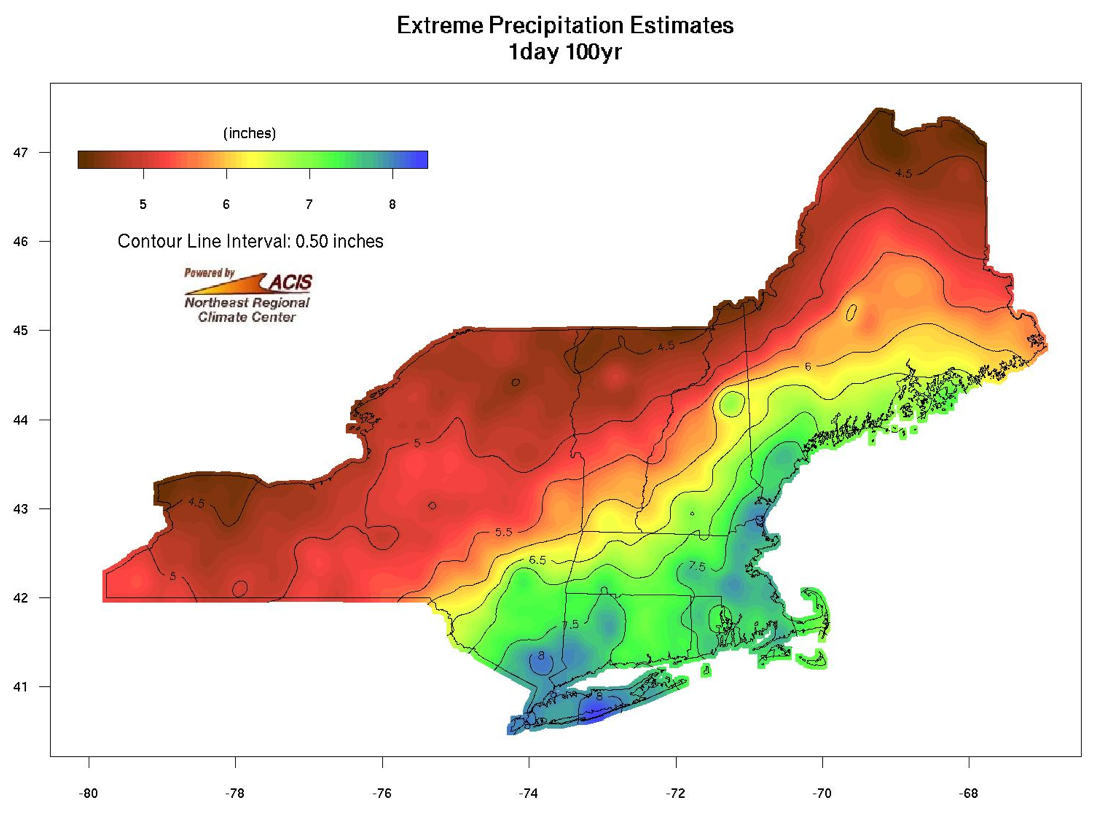 Extreme Precipitation Estimates
1day 100yr
(inches)
5 6 7 8
Contour Line Interval: 0.50 inches
Powered by
ACIS
Northeast Regional
Climate Center
47
46
45
44
43
42
41
-80 -78 -76 -74 -72 -70 -68
4.5
4.5
6
5
4.5
5.5
6.5
7.5
5
7.5
8
8